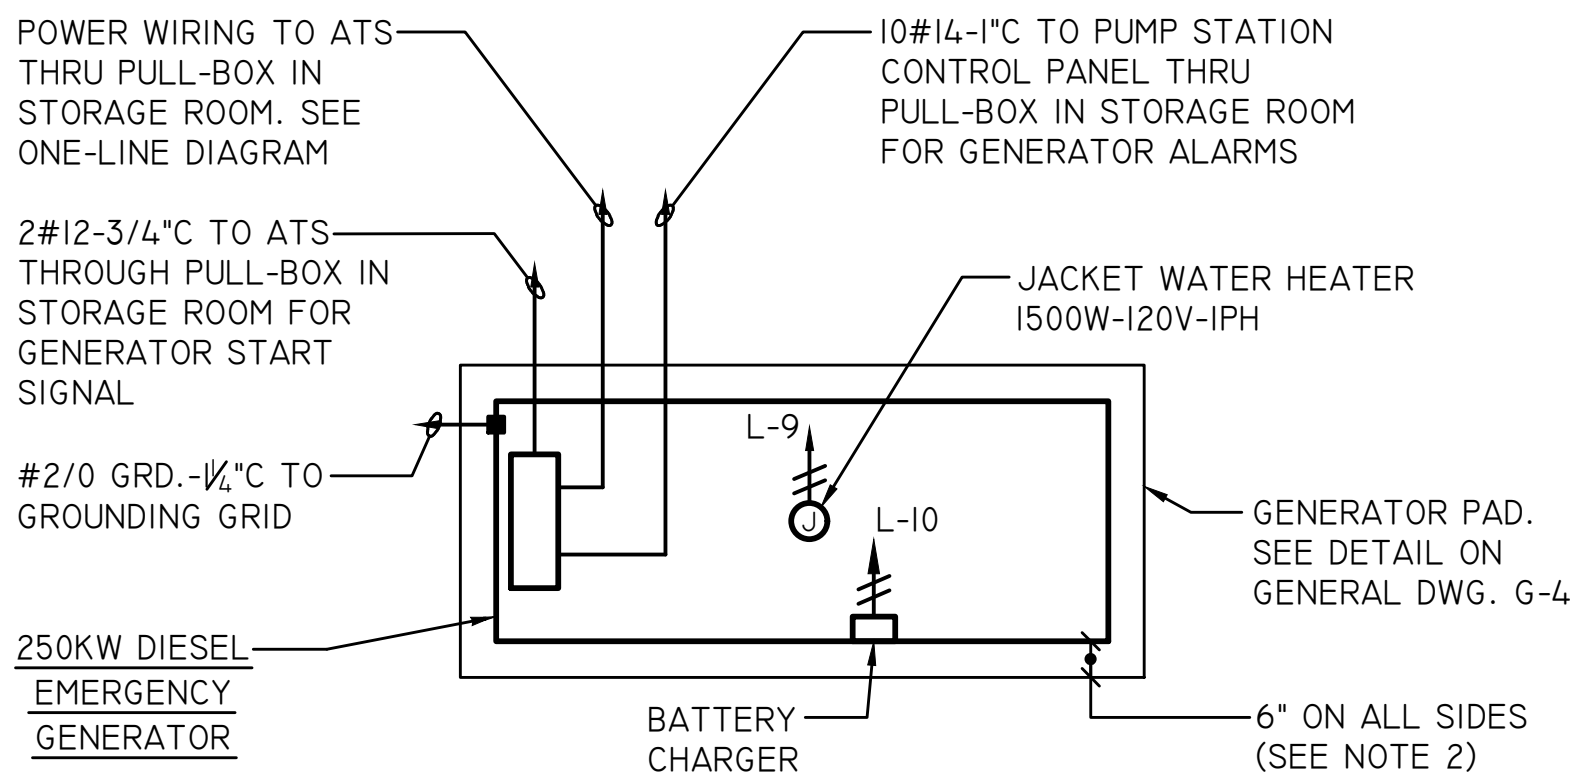 POWER WIRING TO ATS
THRU PULL-BOX IN
STORAGE ROOM. SEE
ONE-LINE DIAGRAM
10#14-1"C TO PUMP STATION
CONTROL PANEL THRU
PULL-BOX IN STORAGE ROOM
FOR GENERATOR ALARMS
2#12-3/4"C TO ATS
THROUGH PULL-BOX IN
STORAGE ROOM FOR
GENERATOR START
SIGNAL
JACKET WATER HEATER
1500W-120V-1PH
#2/0 GRD.-1¼"C TO
GROUNDING GRID
L-9
J
L-10
GENERATOR PAD.
SEE DETAIL ON
GENERAL DWG. G-4
250KW DIESEL
EMERGENCY
GENERATOR
BATTERY
CHARGER
6" ON ALL SIDES
(SEE NOTE 2)